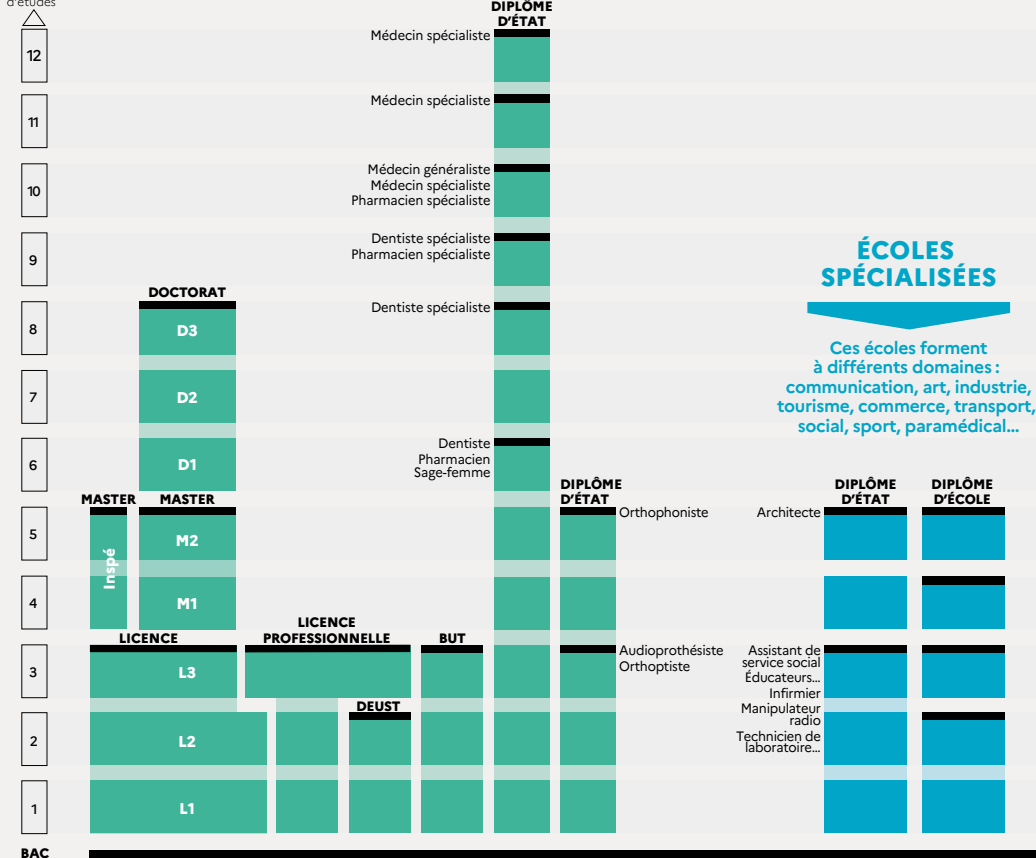 d'études
DIPLÔME
D'ÉTAT
12
Médecin spécialiste
11
Médecin spécialiste
10
Médecin généraliste
Médecin spécialiste
Pharmacien spécialiste
9
Dentiste spécialiste
Pharmacien spécialiste
ÉCOLES
SPÉCIALISÉES
Ces écoles forment
à différents domaines :
communication, art, industrie,
tourisme, commerce, transport,
social, sport, paramédical...
DOCTORAT
8
D3
Dentiste spécialiste
7
D2
6
D1
Dentiste
Pharmacien
Sage-femme
MASTER
MASTER
DIPLÔME
D'ÉTAT
DIPLÔME
D'ÉTAT
DIPLÔME
D'ÉCOLE
5
Inspé
M2
Orthophoniste
Architecte
4
M1
LICENCE
LICENCE
PROFESSIONNELLE
BUT
3
L3
Audioprothésiste
Orthoptiste
Assistant de
service social
Éducateurs...
Infirmier
Manipulateur
radio
Technicien de
laboratoire...
DEUST
2
L2
1
L1
BAC